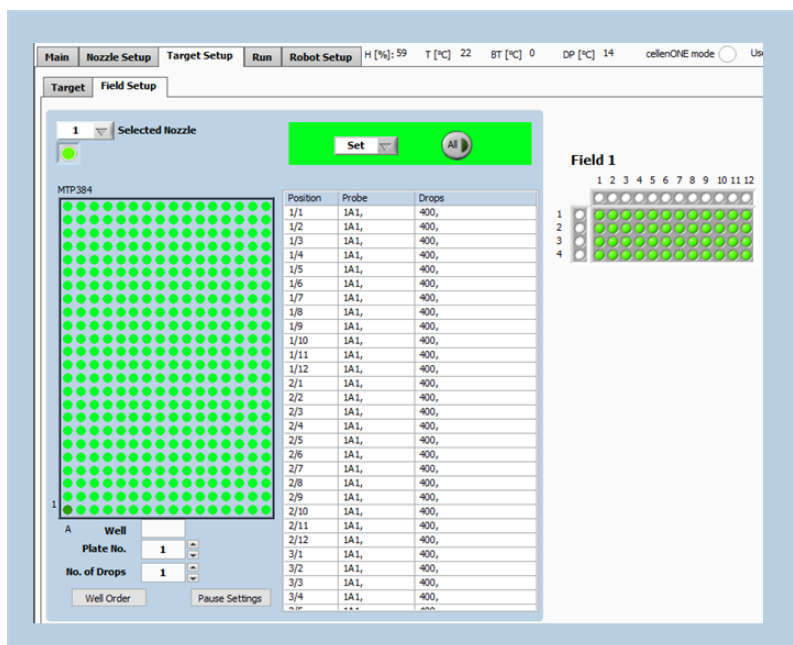 Main Nozzle Setup Target Setup Run Robot Setup H [%]: 59 T [ºC] 22 BT [ºC] 0 DP [ºC] 14 cellenONE mode Use
Target Field Setup
1 Selected Nozzle
Set All
Field 1
1 2 3 4 5 6 7 8 9 10 11 12
1
2
3
4
MTP384
Position Probe Drops
1/1 1A1, 400,
1/2 1A1, 400,
1/3 1A1, 400,
1/4 1A1, 400,
1/5 1A1, 400,
1/6 1A1, 400,
1/7 1A1, 400,
1/8 1A1, 400,
1/9 1A1, 400,
1/10 1A1, 400,
1/11 1A1, 400,
1/12 1A1, 400,
2/1 1A1, 400,
2/2 1A1, 400,
2/3 1A1, 400,
2/4 1A1, 400,
2/5 1A1, 400,
2/6 1A1, 400,
2/7 1A1, 400,
2/8 1A1, 400,
2/9 1A1, 400,
2/10 1A1, 400,
2/11 1A1, 400,
2/12 1A1, 400,
3/1 1A1, 400,
3/2 1A1, 400,
3/3 1A1, 400,
3/4 1A1, 400,
1
A Well
Plate No. 1
No. of Drops 1
Well Order Pause Settings